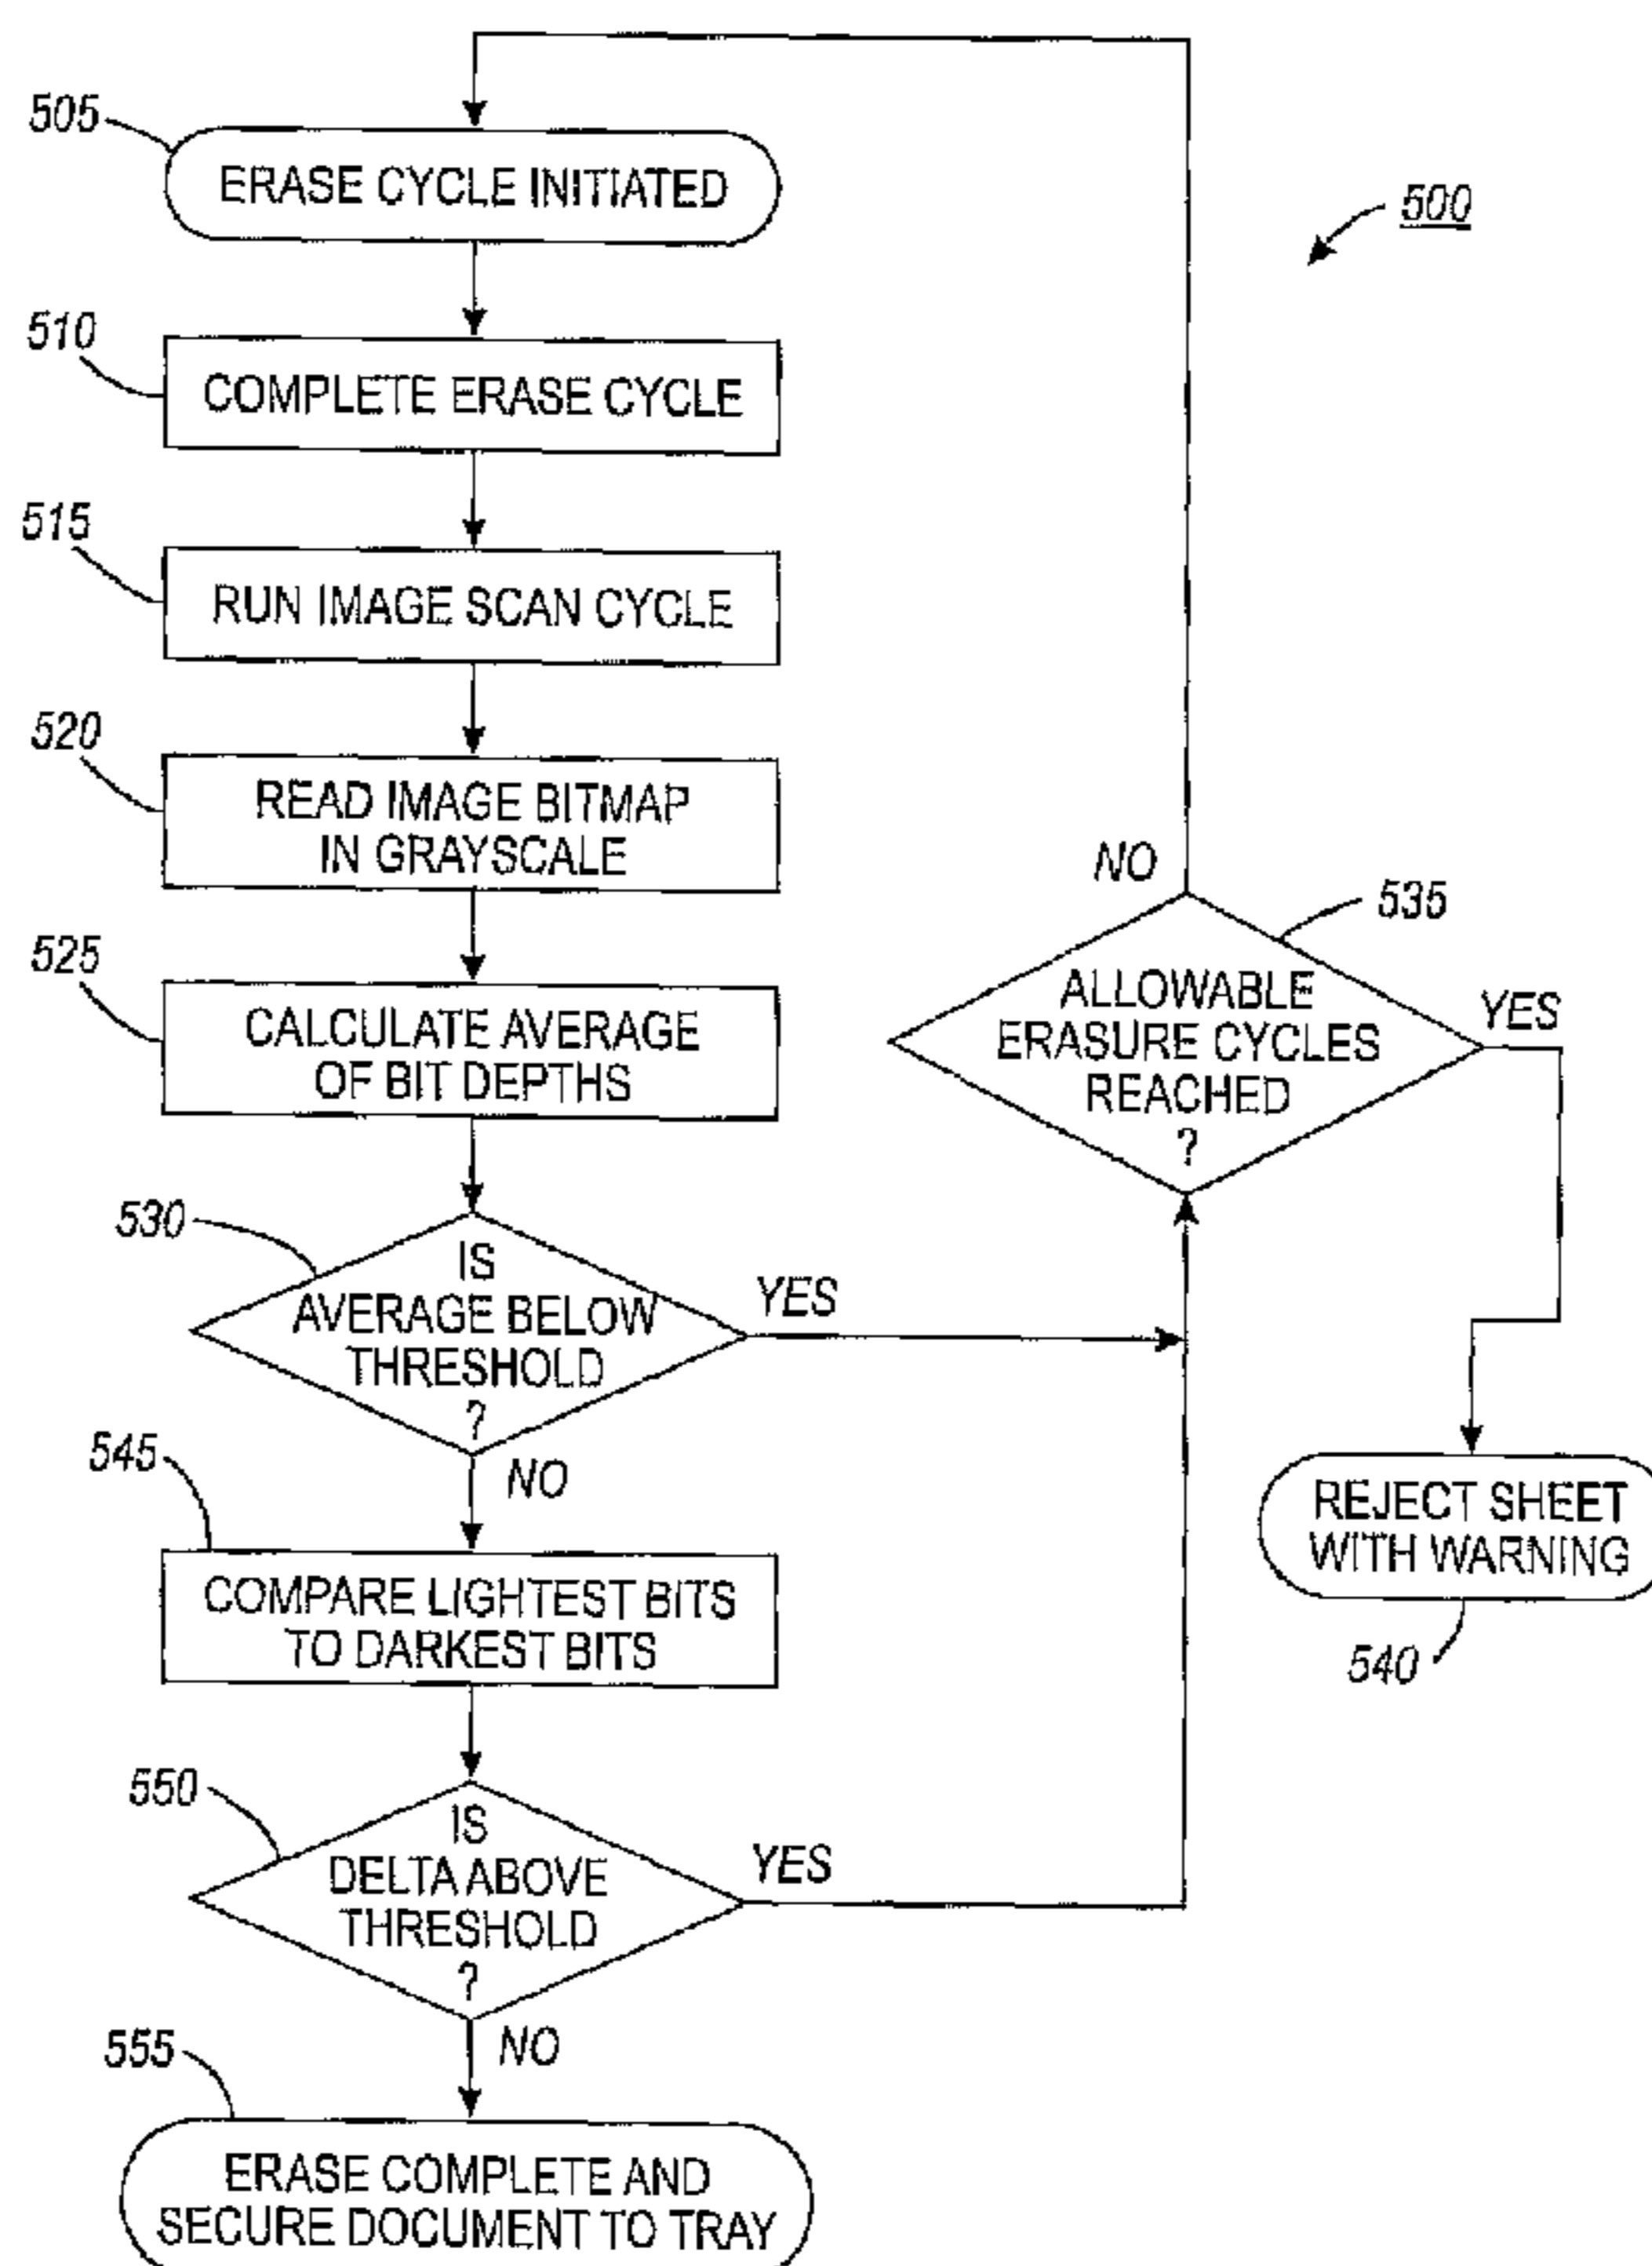 505
ERASE CYCLE INITIATED
500
510
COMPLETE ERASE CYCLE
515
RUN IMAGE SCAN CYCLE
520
READ IMAGE BITMAP
IN GRAYSCALE
525
CALCULATE AVERAGE
OF BIT DEPTHS
530
IS
AVERAGE BELOW
THRESHOLD
?
YES
NO
535
ALLOWABLE
ERASURE CYCLES
REACHED
?
NO
YES
REJECT SHEET
WITH WARNING
540
545
COMPARE LIGHTEST BITS
TO DARKEST BITS
550
IS
DELTA ABOVE
THRESHOLD
?
YES
NO
555
ERASE COMPLETE AND
SECURE DOCUMENT TO TRAY